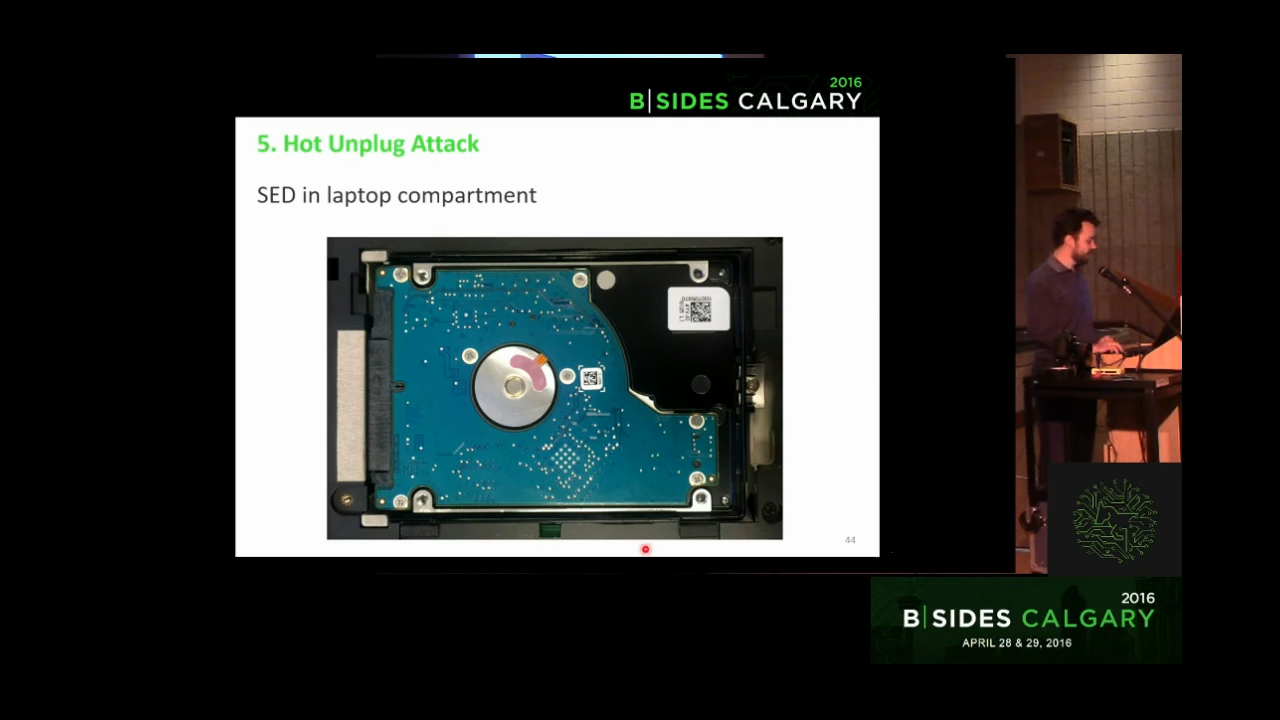 2016
B|SIDES CALGARY
5. Hot Unplug Attack
SED in laptop compartment
44
2016
B|SIDES CALGARY
APRIL 28 & 29, 2016